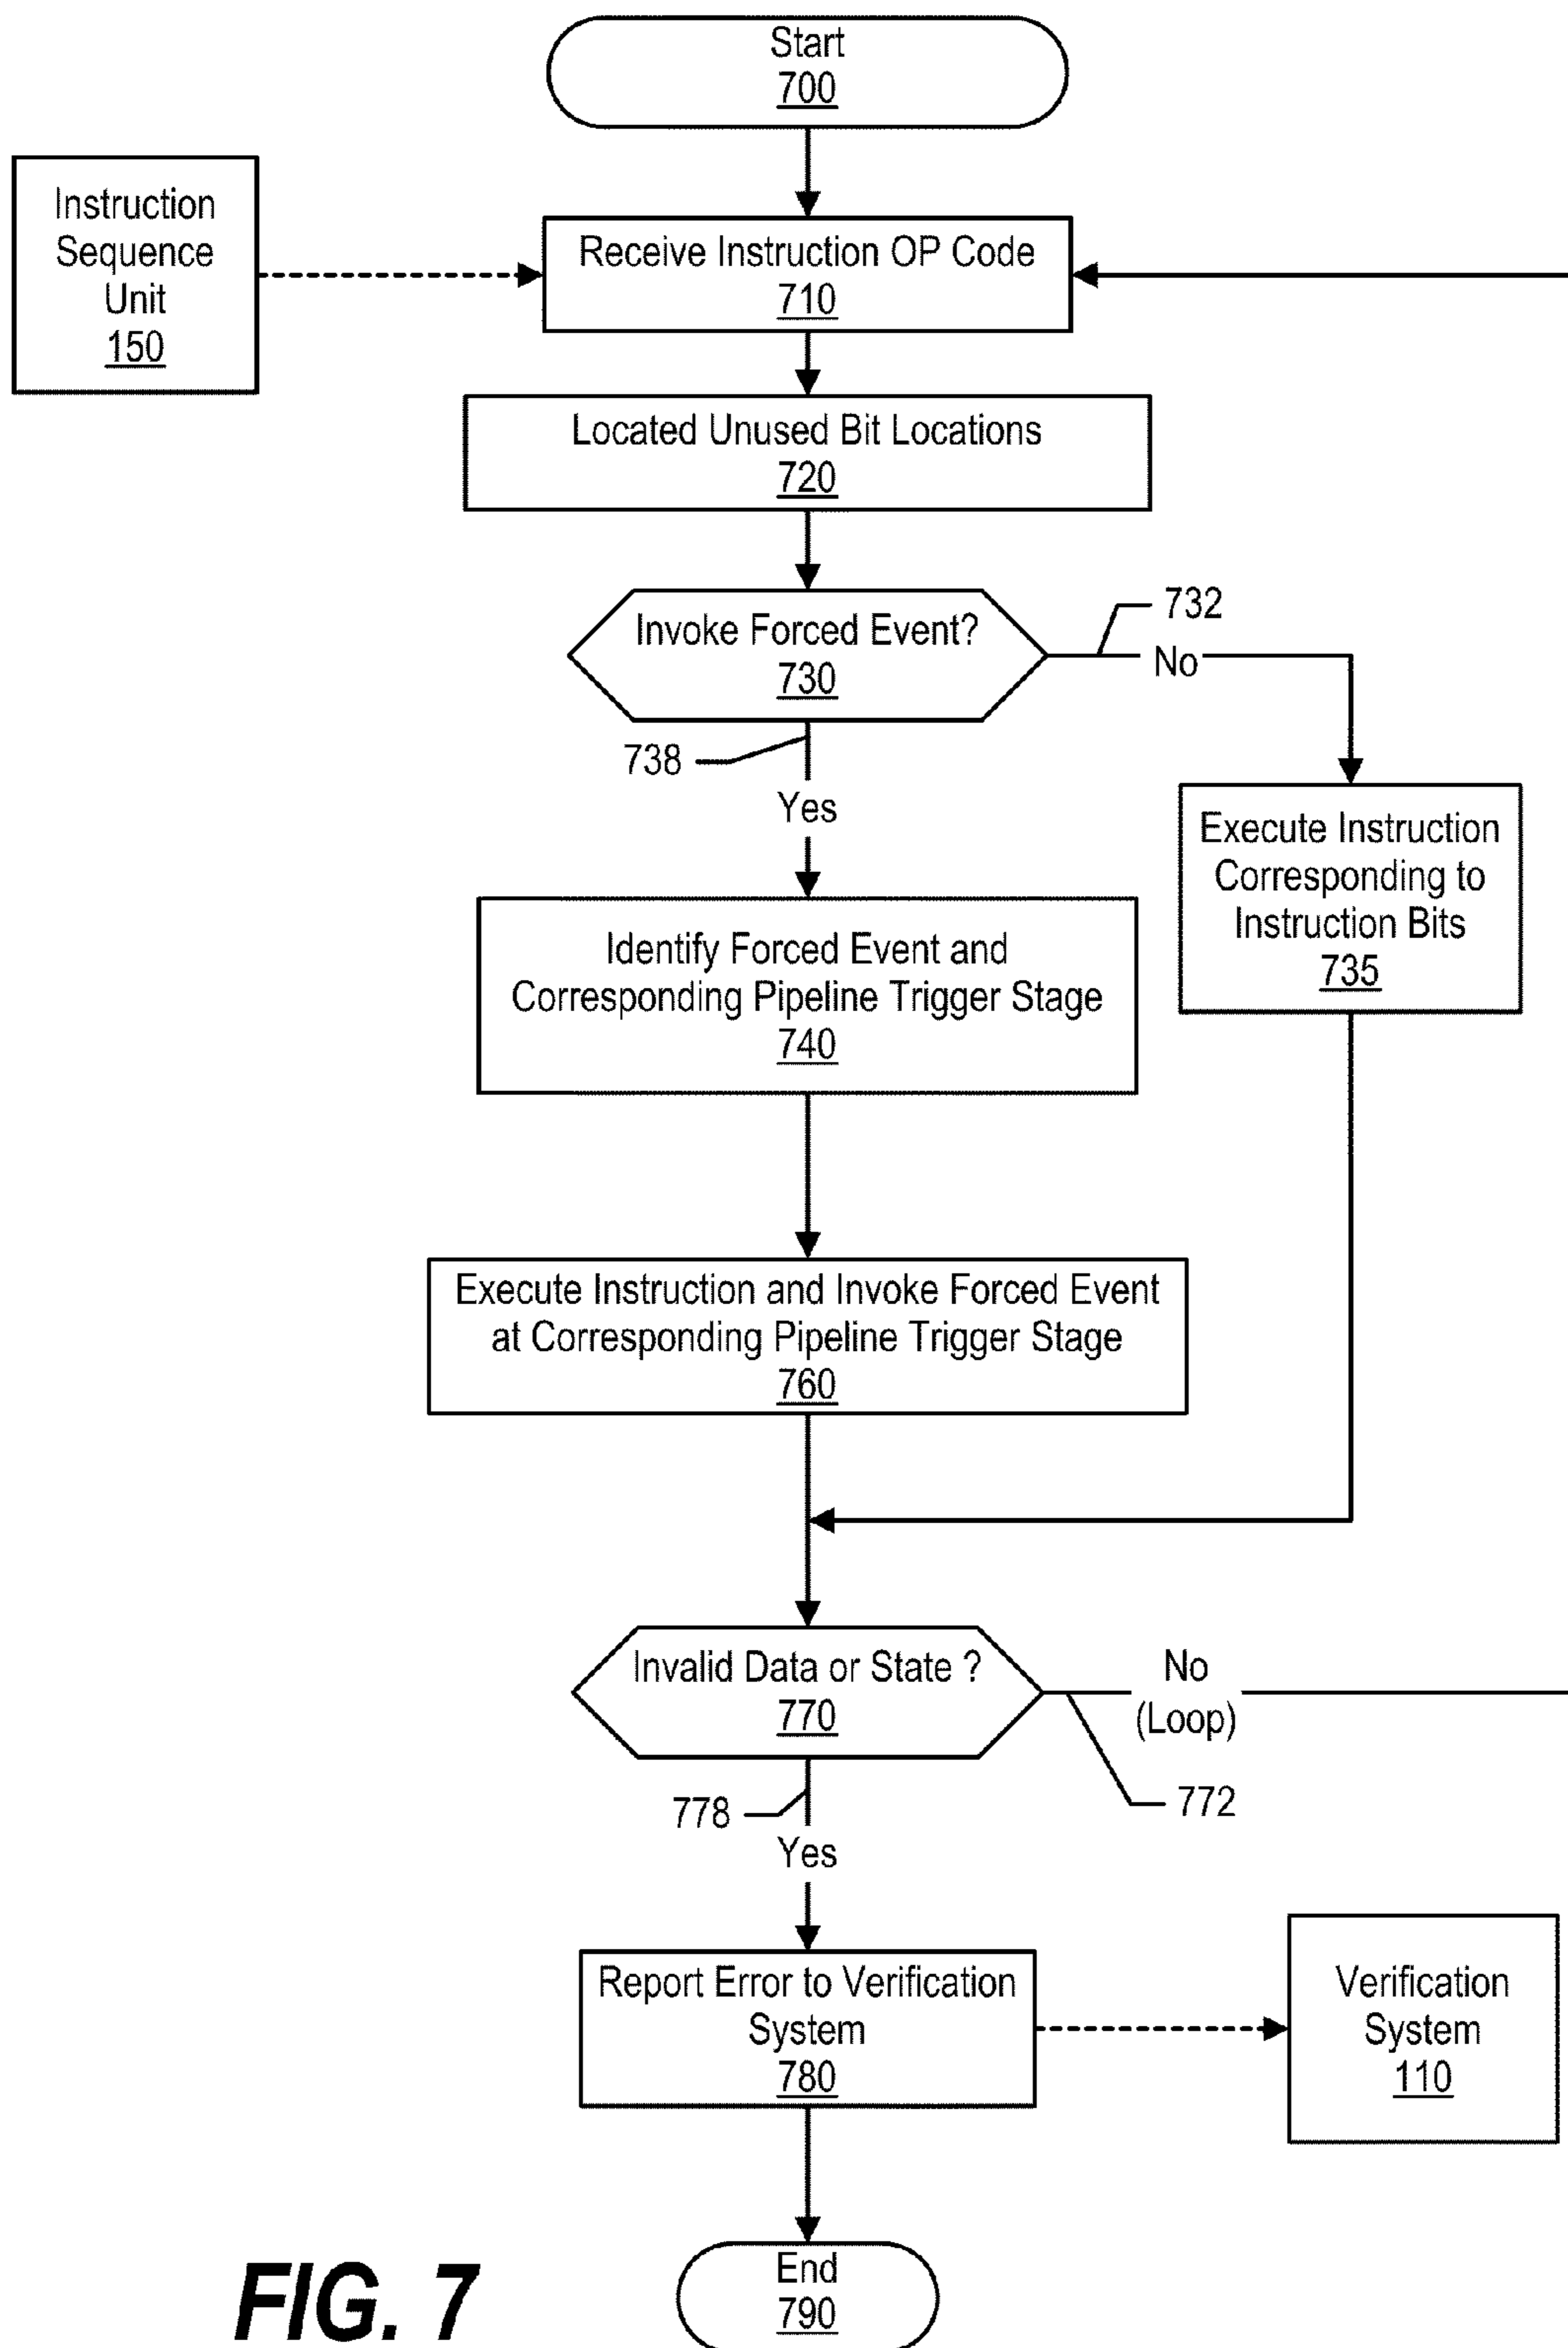 Start
700
Instruction
Sequence
Unit
150
Receive Instruction OP Code
710
Located Unused Bit Locations
720
Invoke Forced Event?
730
732
No
738
Yes
Execute Instruction
Corresponding to
Instruction Bits
735
Identify Forced Event and
Corresponding Pipeline Trigger Stage
740
Execute Instruction and Invoke Forced Event
at Corresponding Pipeline Trigger Stage
760
Invalid Data or State ?
770
No
(Loop)
772
778
Yes
Report Error to Verification
System
780
Verification
System
110
End
790
FIG. 7